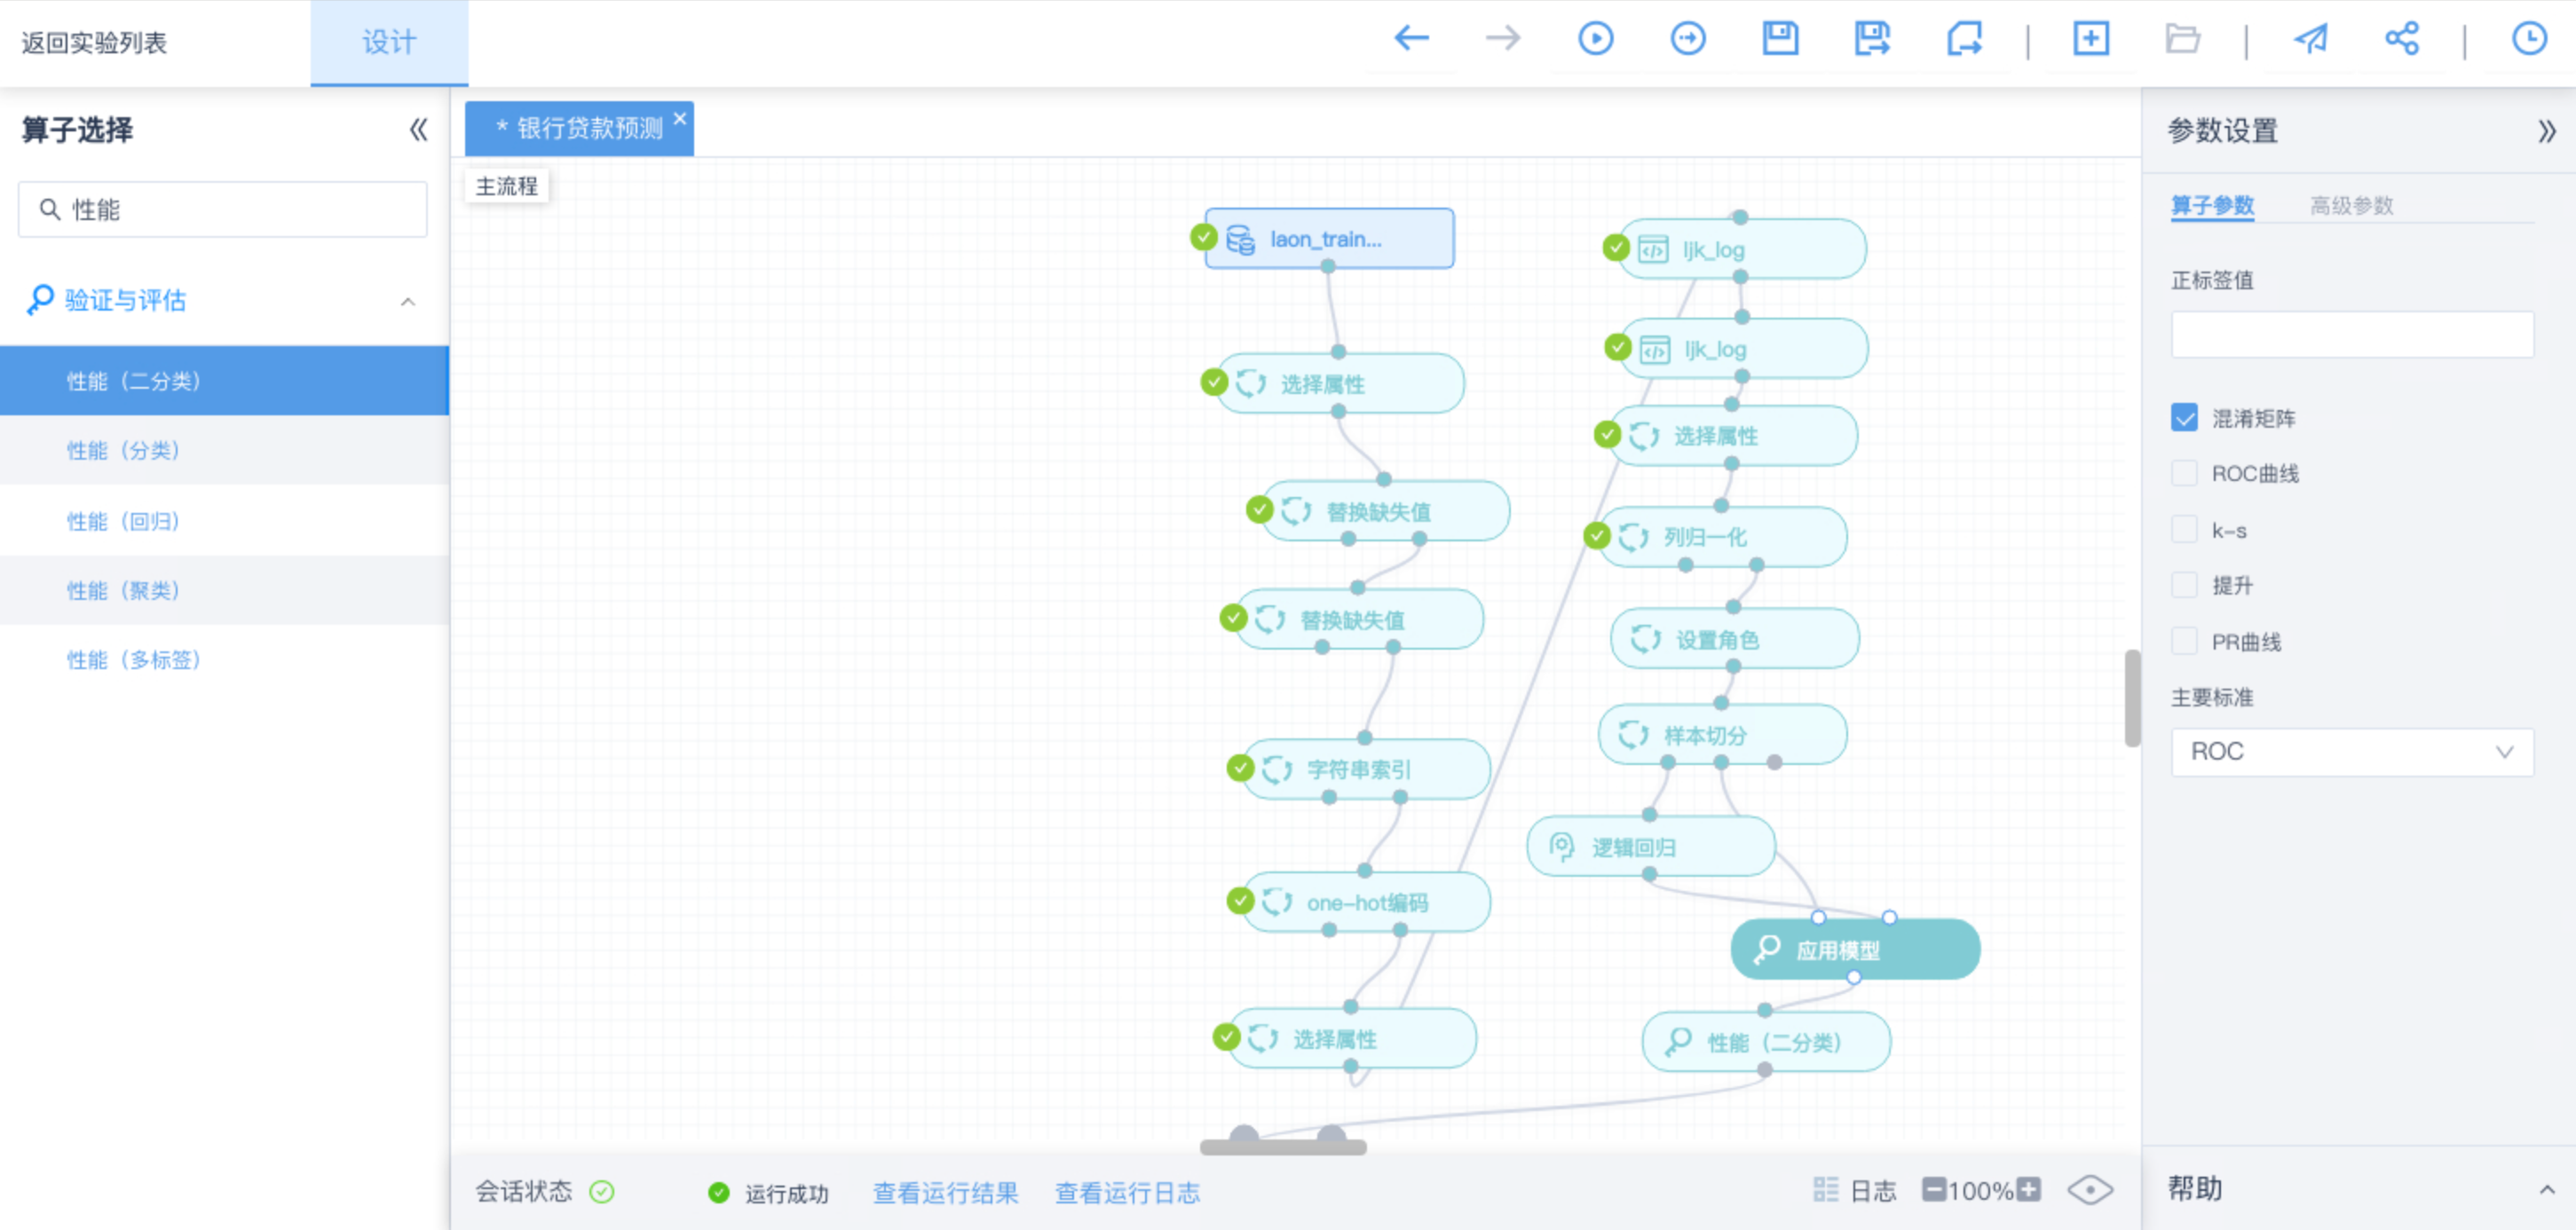 返回实验列表
设计
算子选择
性能
验证与评估
性能（二分类）
性能（分类）
性能（回归）
性能（聚类）
性能（多标签）
* 银行贷款预测
主流程
laon_train...
选择属性
替换缺失值
替换缺失值
字符串索引
one-hot编码
选择属性
ljk_log
ljk_log
选择属性
列归一化
设置角色
样本切分
逻辑回归
应用模型
性能（二分类）
会话状态
运行成功
查看运行结果
查看运行日志
日志
100%
参数设置
算子参数
高级参数
正标签值
混淆矩阵
ROC曲线
k-s
提升
PR曲线
主要标准
ROC
帮助